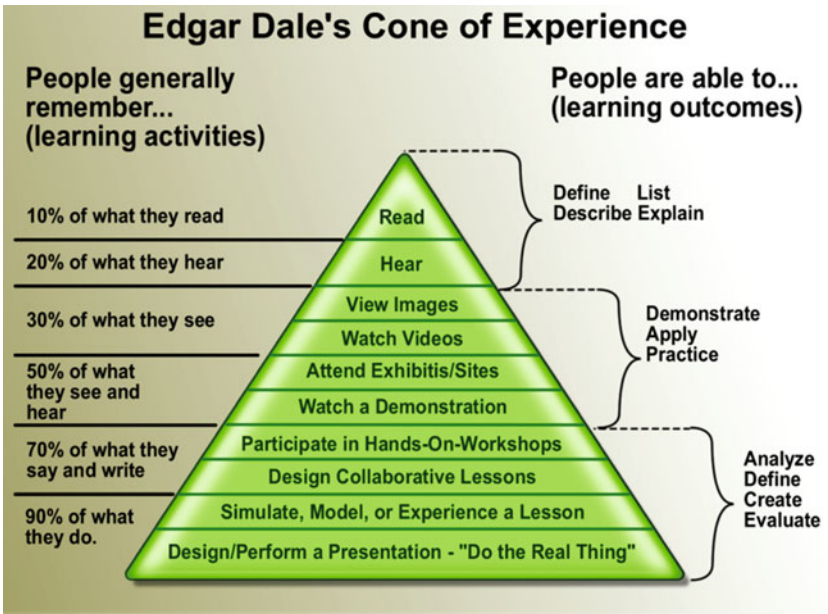 Edgar Dale's Cone of Experience
People generally
remember...
(learning activities)
People are able to...
(learning outcomes)
10% of what they read
20% of what they hear
30% of what they see
50% of what
they see and
hear
70% of what they
say and write
90% of what
they do.
Read
Hear
View Images
Watch Videos
Attend Exhibitis/Sites
Watch a Demonstration
Participate in Hands-On-Workshops
Design Collaborative Lessons
Simulate, Model, or Experience a Lesson
Design/Perform a Presentation - "Do the Real Thing"
Define List
Describe Explain
Demonstrate
Apply
Practice
Analyze
Define
Create
Evaluate